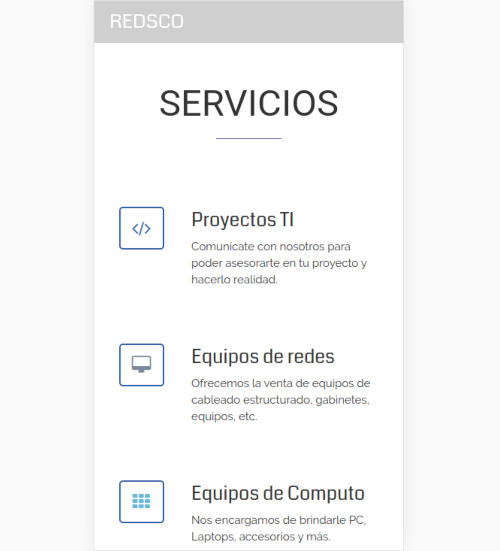 REDSCO
SERVICIOS
Proyectos TI
Comunicate con nosotros para
poder asesorarte en tu proyecto y
hacerlo realidad.
Equipos de redes
Ofrecemos la venta de equipos de
cableado estructurado, gabinetes,
equipos, etc.
Equipos de Computo
Nos encargamos de brindarle PC,
Laptops, accesorios y más.